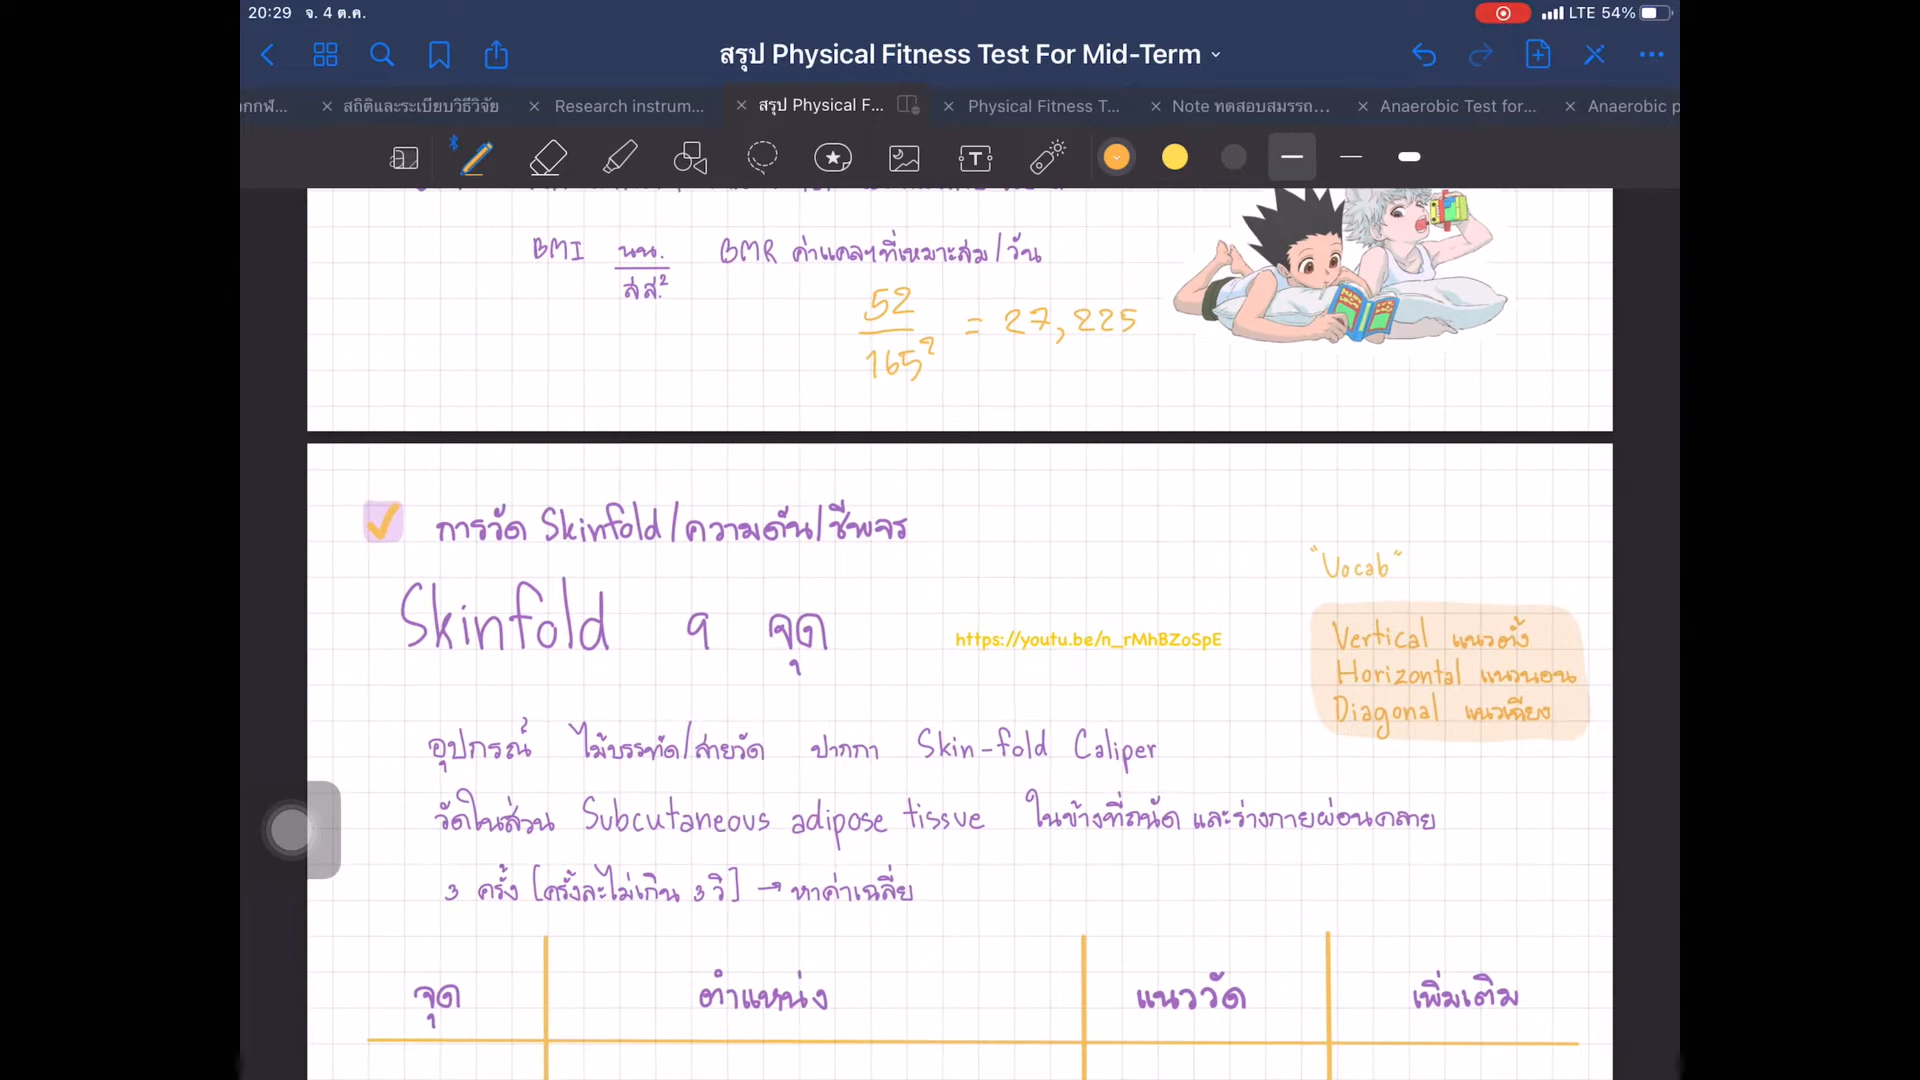 20:29 จ. 4 ต.ค.
LTE 54%
สรุป Physical Fitness Test For Mid-Term
สถิติและระเบียบวิธีวิจัย
Research instrum...
สรุป Physical F...
Physical Fitness T...
Note ทดสอบสมรรถ...
Anaerobic Test for...
Anaerobic p
BMI นน.
ส่ส.²
BMR ค่าแคลฯที่เหมาะสม/วัน
52
165² = 27,225
การวัด Skinfold/ความดัน/ชีพจร
"Vocab"
Skinfold ๙ จุด
https://youtu.be/n_rMhBZoSpE
Vertical แนวตั้ง
Horizontal แนวนอน
Diagonal แนวเฉียง
อุปกรณ์ ไม้บรรทัด/สายวัด ปากกา Skin-fold Caliper
วัดในส่วน Subcutaneous adipose tissue ในข้างที่ถนัด และร่างกายผ่อนคลาย
3 ครั้ง [ครั้งละไม่เกิน 3 วิ] → หาค่าเฉลี่ย
จุด ตำแหน่ง แนววัด เพิ่มเติม